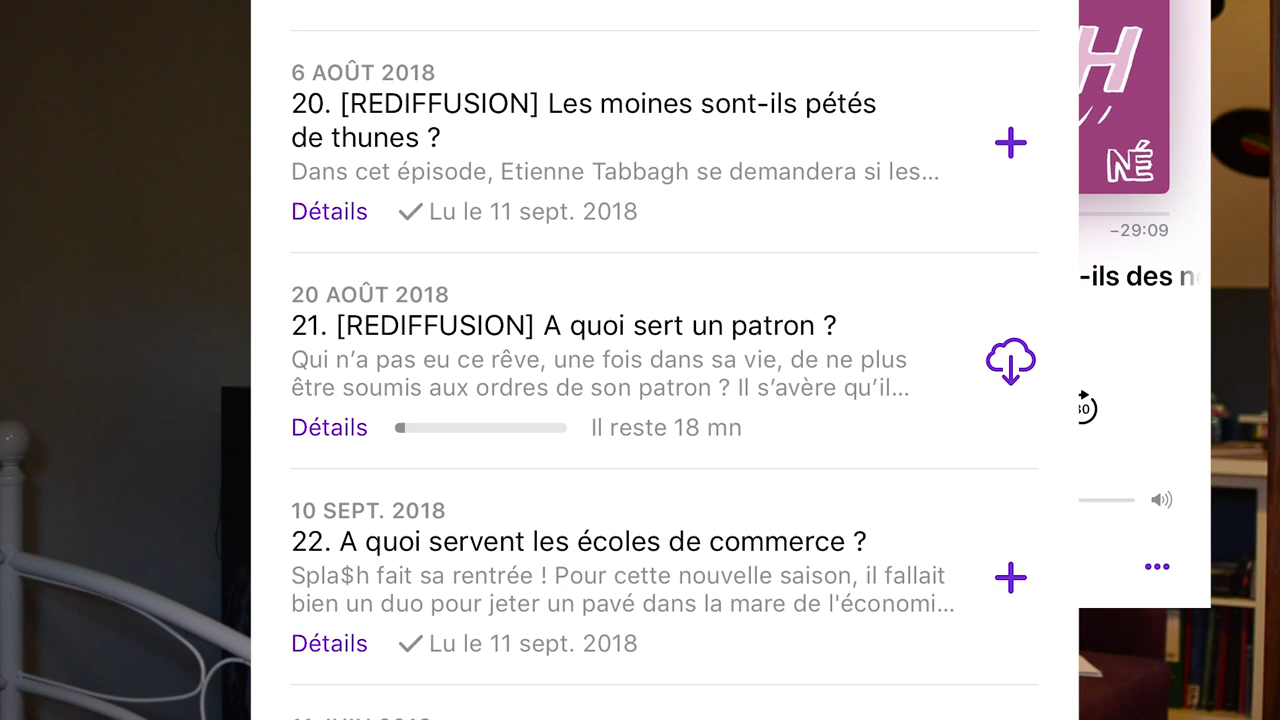 6 AOÛT 2018
20. [REDIFFUSION] Les moines sont-ils pétés
de thunes ?
Dans cet épisode, Etienne Tabbagh se demandera si les…
Détails Lu le 11 sept. 2018
20 AOÛT 2018
21. [REDIFFUSION] A quoi sert un patron ?
Qui n’a pas eu ce rêve, une fois dans sa vie, de ne plus
être soumis aux ordres de son patron ? Il s’avère qu’il…
Détails Il reste 18 mn
10 SEPT. 2018
22. A quoi servent les écoles de commerce ?
Spla$h fait sa rentrée ! Pour cette nouvelle saison, il fallait
bien un duo pour jeter un pavé dans la mare de l'économi…
Détails Lu le 11 sept. 2018
H
NÉ
−29:09
-ils des n
30